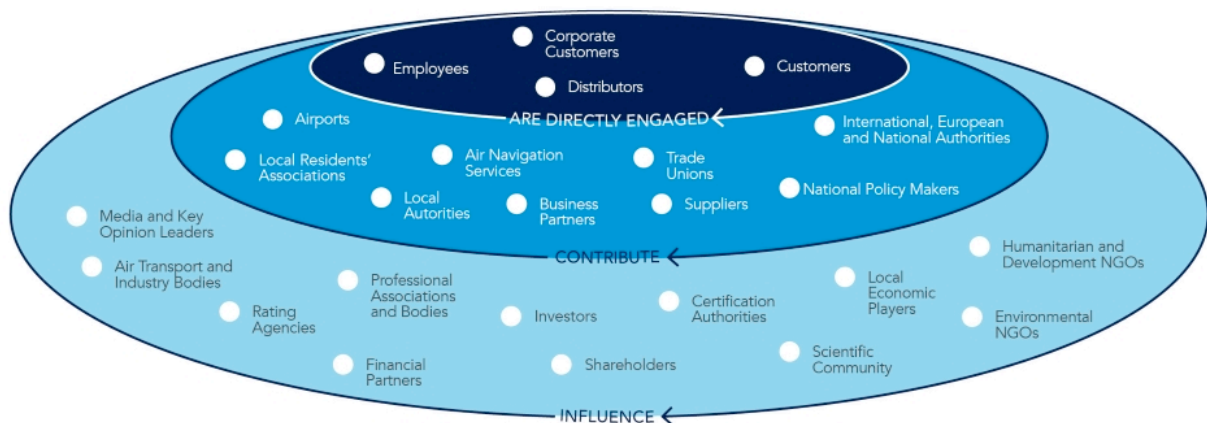 Corporate
Customers
Employees
Customers
Distributors
ARE DIRECTLY ENGAGED
Airports
International, European
and National Authorities
Local Residents'
Associations
Air Navigation
Services
Trade
Unions
National Policy Makers
Local
Autorities
Business
Partners
Suppliers
CONTRIBUTE
Media and Key
Opinion Leaders
Humanitarian and
Development NGOs
Air Transport and
Industry Bodies
Professional
Associations
and Bodies
Local
Economic
Players
Rating
Agencies
Investors
Certification
Authorities
Environmental
NGOs
Financial
Partners
Shareholders
Scientific
Community
INFLUENCE